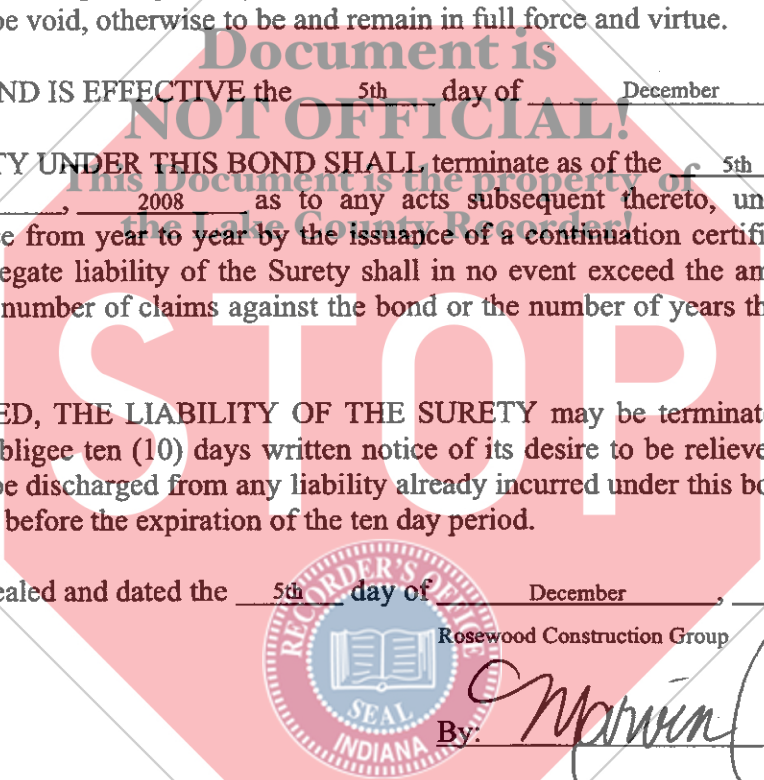 be void, otherwise to be and remain in full force and virtue.
Document is
ND IS EFFECTIVE the 5th day of December
NOT OFFICIAL!
TY UNDER THIS BOND SHALL terminate as of the 5th
This Document is the property of
, 2008 as to any acts subsequent thereto, un
the Lake County Recorder!
e from year to year by the issuance of a continuation certifi
egate liability of the Surety shall in no event exceed the am
number of claims against the bond or the number of years th
STOP
ED, THE LIABILITY OF THE SURETY may be terminate
bligee ten (10) days written notice of its desire to be relieve
be discharged from any liability already incurred under this bo
before the expiration of the ten day period.
ealed and dated the 5th day of December ,
RECORDER'S OFFICE
SEAL
INDIANA
Rosewood Construction Group
By: Marvin